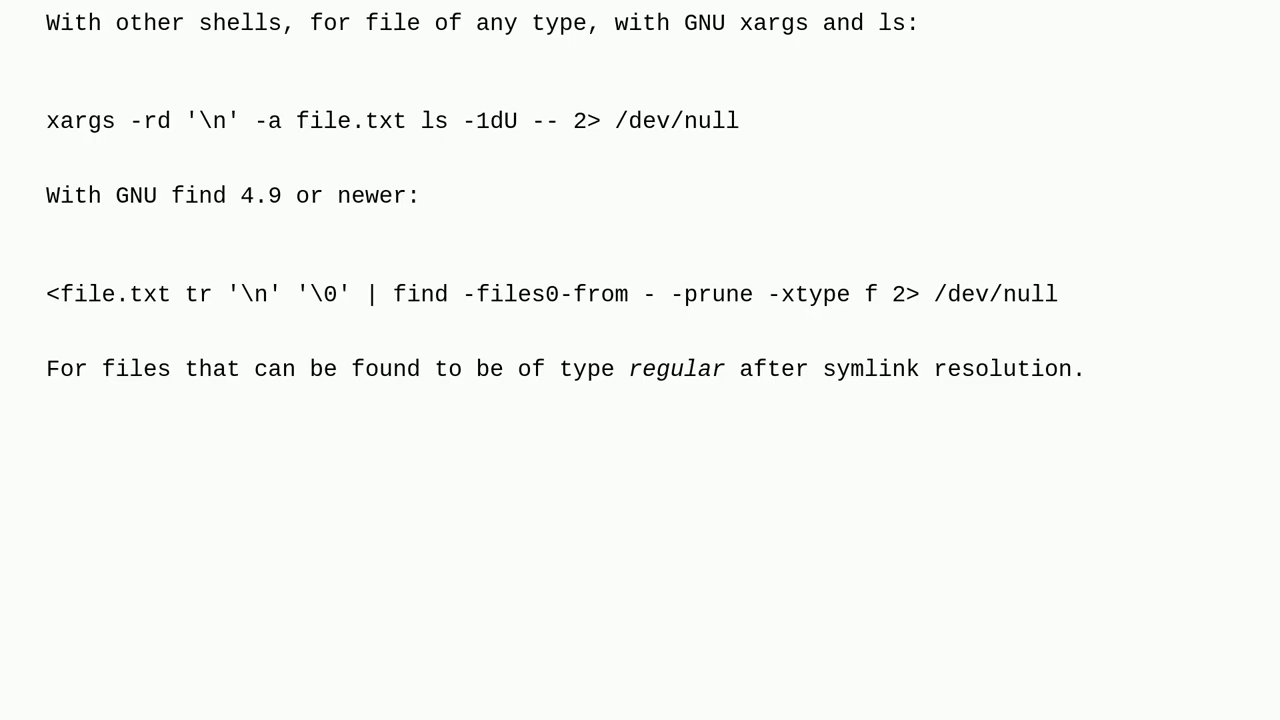 With other shells, for file of any type, with GNU xargs and ls:
xargs -rd '\n' -a file.txt ls -1dU -- 2> /dev/null
With GNU find 4.9 or newer:
<file.txt tr '\n' '\0' | find -files0-from - -prune -xtype f 2> /dev/null
For files that can be found to be of type regular after symlink resolution.